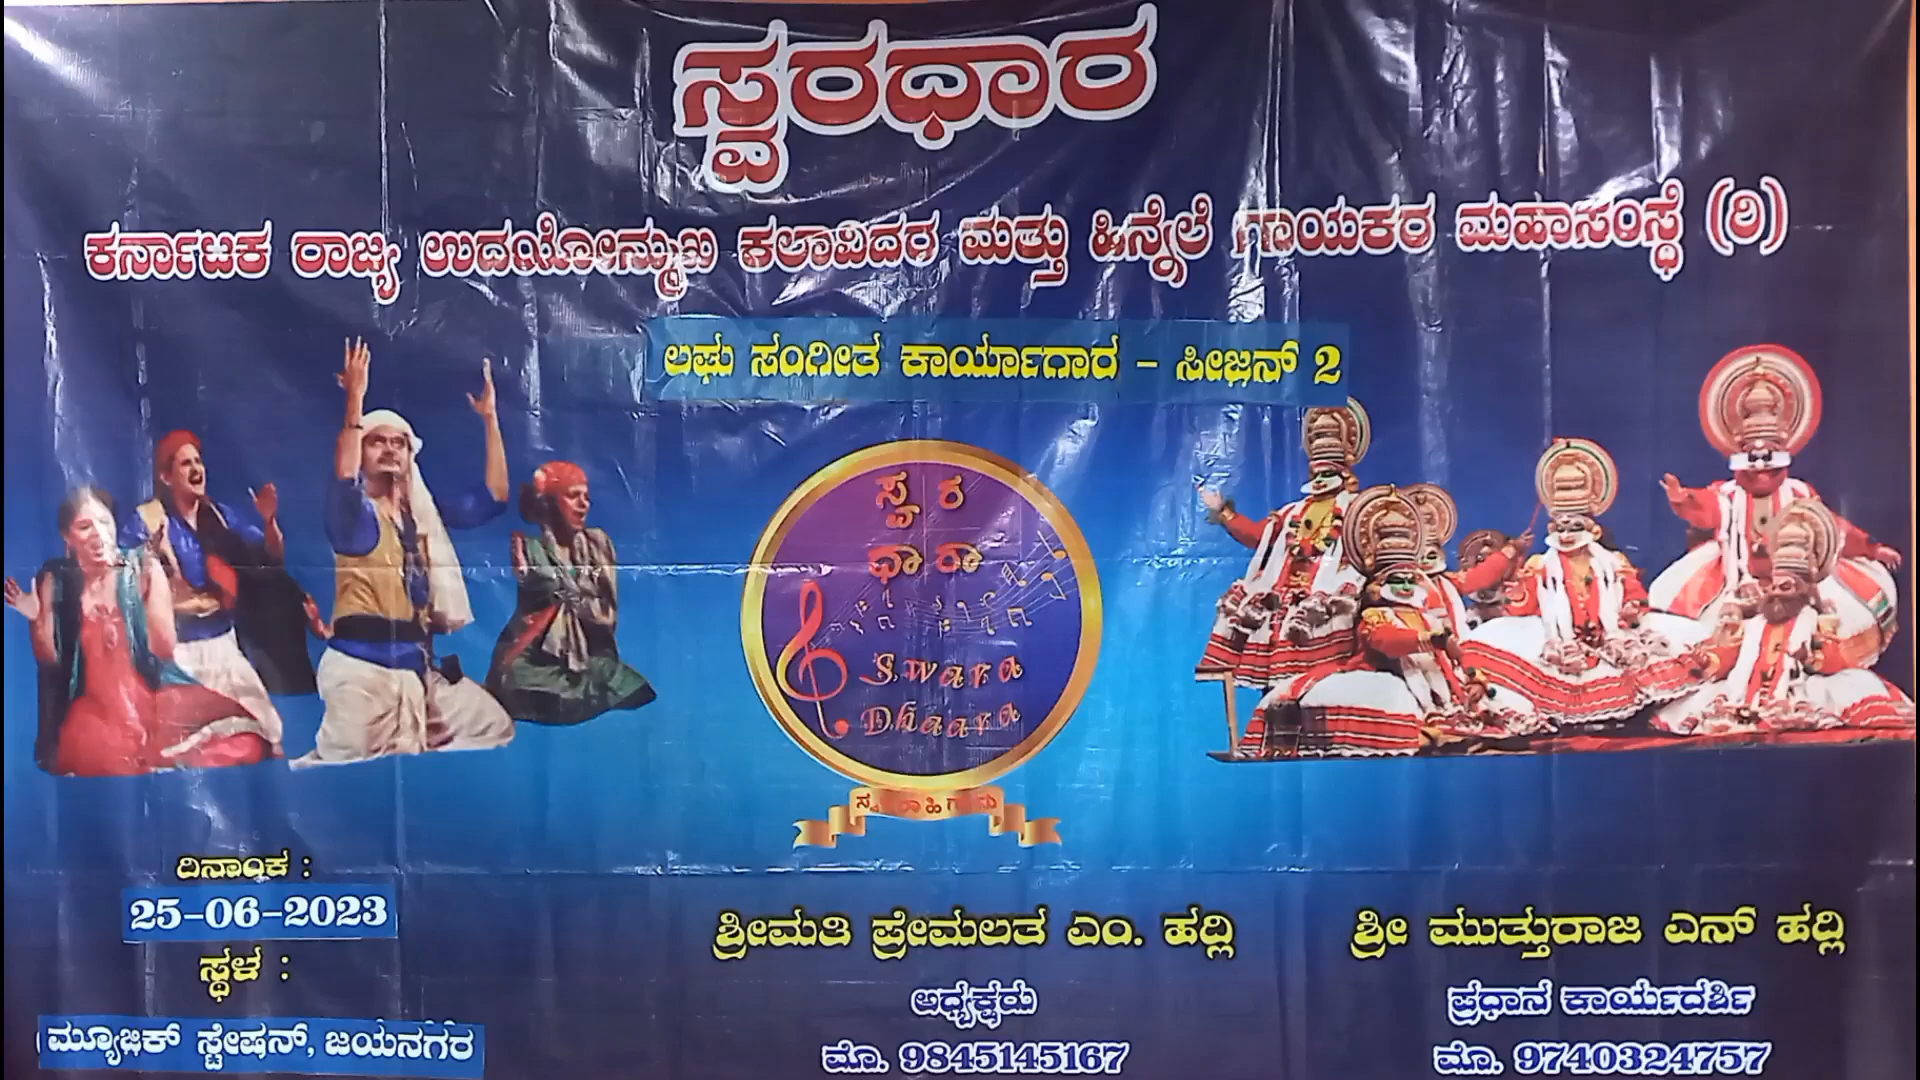 ಸ್ವರಧಾರ
ಕರ್ನಾಟಕ ರಾಜ್ಯ ಉದಯೋನ್ಮುಖ ಕಲಾವಿದರ ಮತ್ತು ಹಿನ್ನೆಲೆ ಗಾಯಕರ ಮಹಾಸಂಸ್ಥೆ (ರಿ)
ಲಘು ಸಂಗೀತ ಕಾರ್ಯಾಗಾರ - ಸೀಜನ್ 2
ಸ್ವ ರ
ಧಾ ರಾ
Swara
Dhaara
ದಿನಾಂಕ :
25-06-2023
ಸ್ಥಳ :
ಮ್ಯೂಜಿಕ್ ಸ್ಟೇಷನ್, ಜಯನಗರ
ಶ್ರೀಮತಿ ಪ್ರೇಮಲತ ಎಂ. ಹದ್ಲಿ
ಅಧ್ಯಕ್ಷರು
ಮೊ. 9845145167
ಶ್ರೀ ಮುತ್ತುರಾಜ ಎನ್ ಹದ್ಲಿ
ಪ್ರಧಾನ ಕಾರ್ಯದರ್ಶಿ
ಮೊ. 9740324757